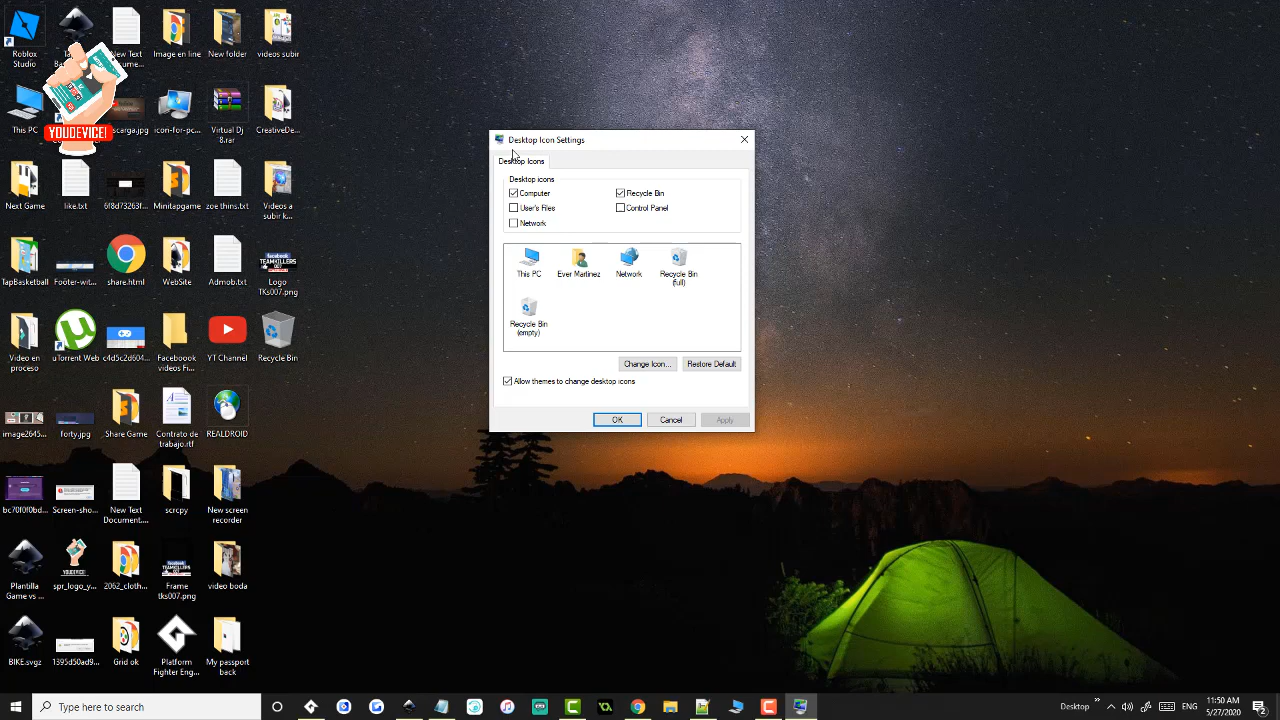 Roblox
Studio
New Text
Docume...
Image en line
New folder
videos subir
YOUDEVICE!
This PC
escarga.jpg
icon-for-pc...
Virtual Dj
8.rar
CreativeDe...
Next Game
like.txt
6f8d73263f...
Minitapgame
zoe thins.txt
Videos a
subir k...
TapBasketball
Footer-wit...
share.html
WebSite
Admob.txt
Logo
TKs007.png
facebook
TEAMKILLERS
Video en
uTorrent Web
c4d5c2d604...
Facebook
videos Fi...
YT Channel
Recycle Bin
image2645...
forty.jpg
Share Game
Contrato de
trabajo.rtf
REALDROID
bc70f0f0bd...
Screen-sho...
New Text
Document...
scrcpy
New screen
recorder
Plantilla
Game vs ...
spr_logo_y...
2062_cloth...
Frame
tks007.png
video boda
BIKE.svgz
1395d50ad9...
Grid ok
Platform
Fighter Eng...
My passport
back
Desktop Icon Settings
Desktop Icons
Desktop icons
Computer
Recycle Bin
User's Files
Control Panel
Network
This PC
Ever Martinez
Network
Recycle Bin
(full)
Recycle Bin
(empty)
Change Icon...
Restore Default
Allow themes to change desktop icons
OK
Cancel
Apply
Type here to search
Desktop
ENG
11:50 AM
5/27/2020
2